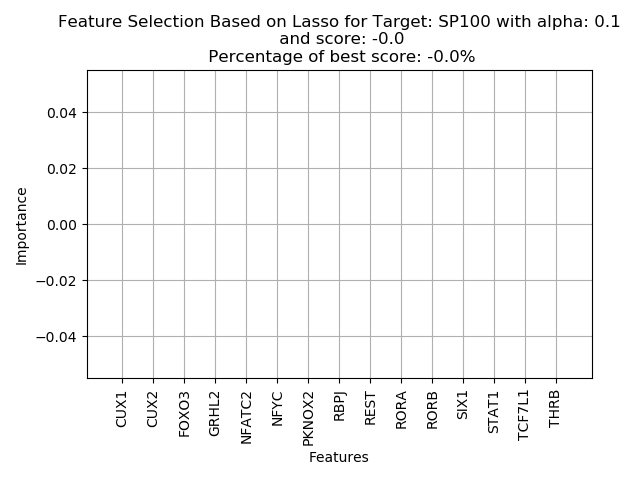 Feature Selection Based on Lasso for Target: SP100 with alpha: 0.1
and score: -0.0
Percentage of best score: -0.0%
Importance
0.04
0.02
0.00
−0.02
−0.04
CUX1
CUX2
FOXO3
GRHL2
NFATC2
NFYC
PKNOX2
RBPJ
REST
RORA
RORB
SIX1
STAT1
TCF7L1
THRB
Features